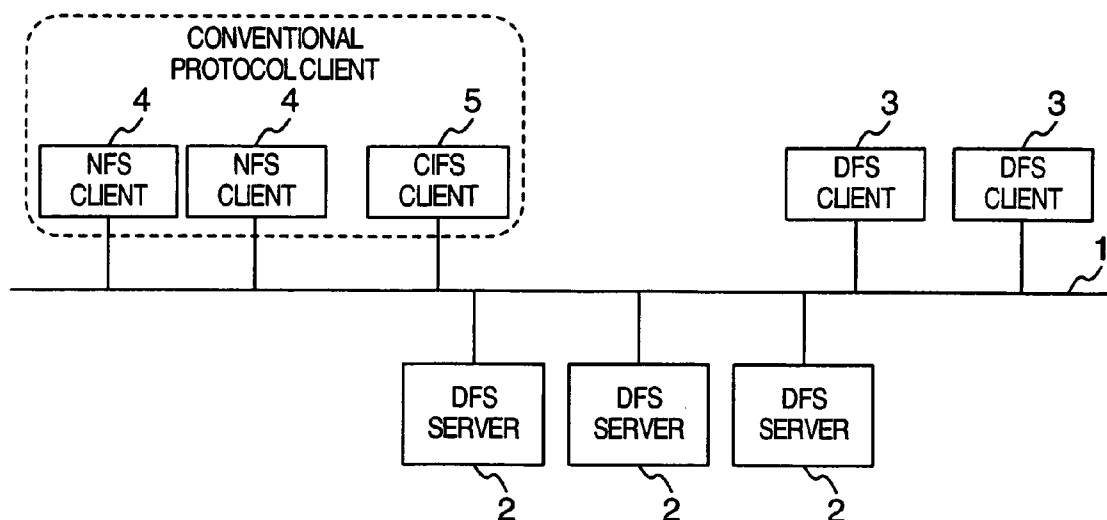 CONVENTIONAL
PROTOCOL CLIENT
4
4
5
3
3
NFS
CLIENT
NFS
CLIENT
CIFS
CLIENT
DFS
CLIENT
DFS
CLIENT
1
DFS
SERVER
DFS
SERVER
DFS
SERVER
2
2
2